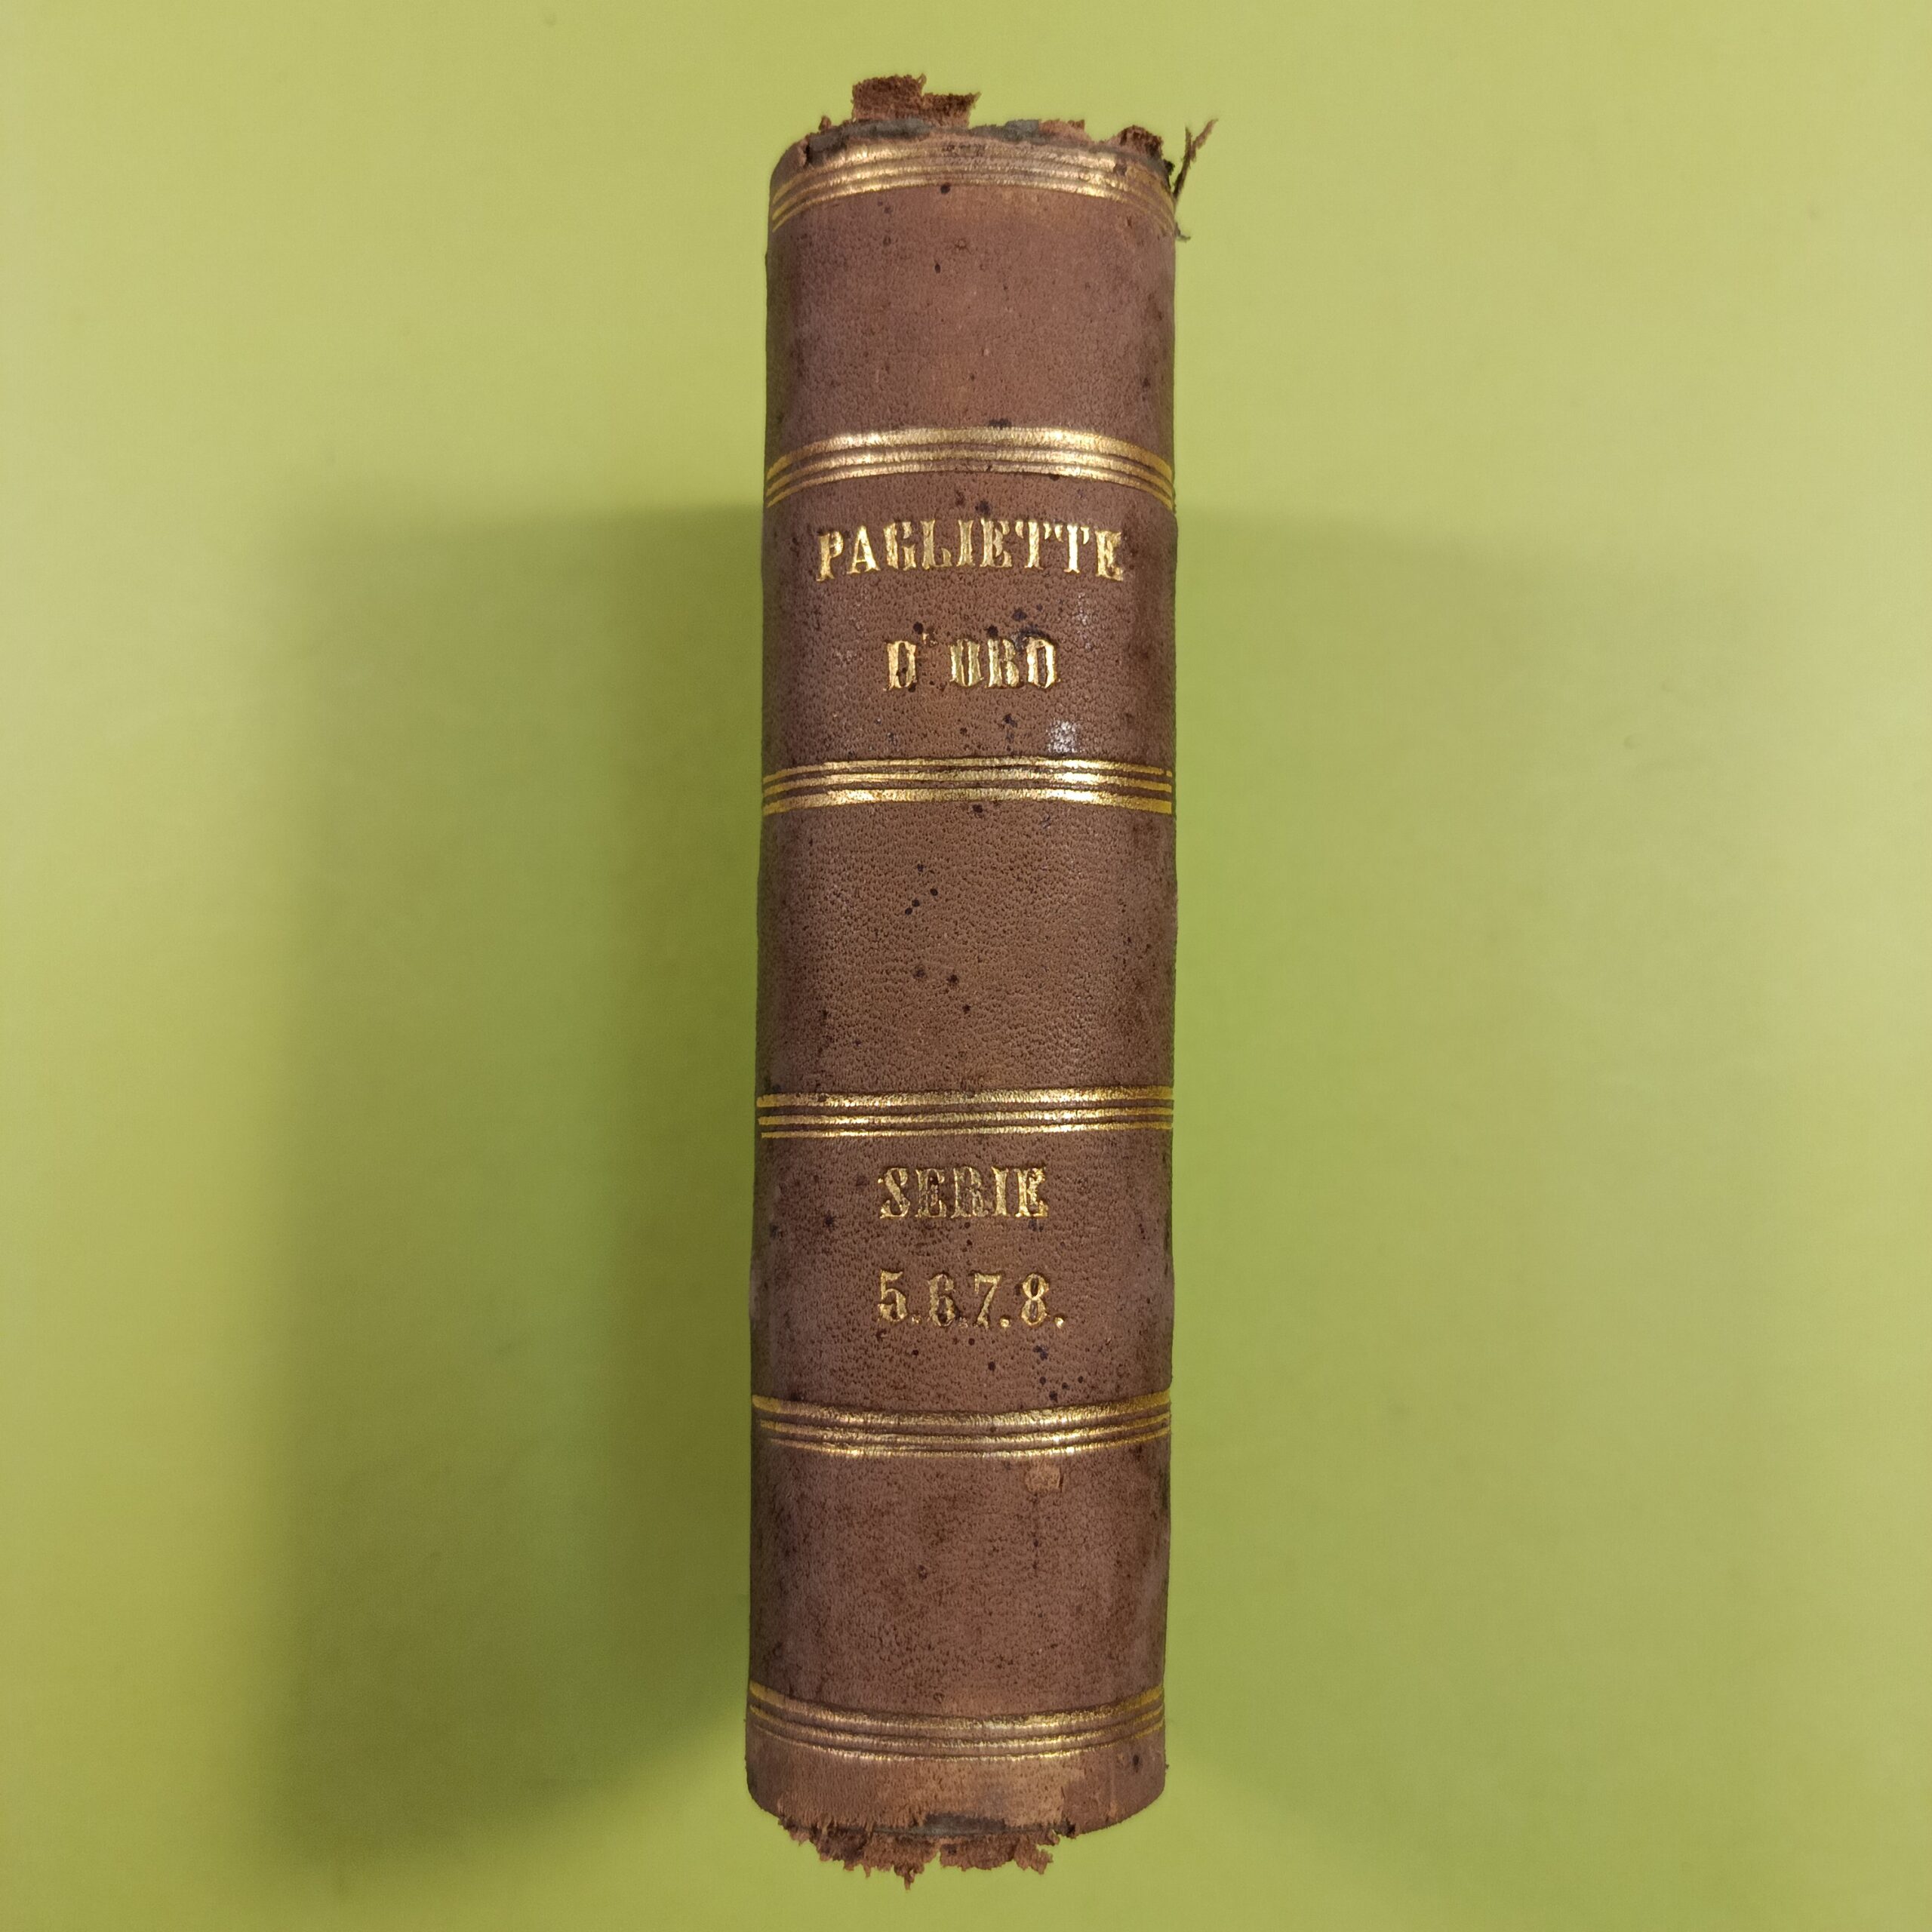 PAGLIETTE
D'ORO
SERIE
5.6.7.8.